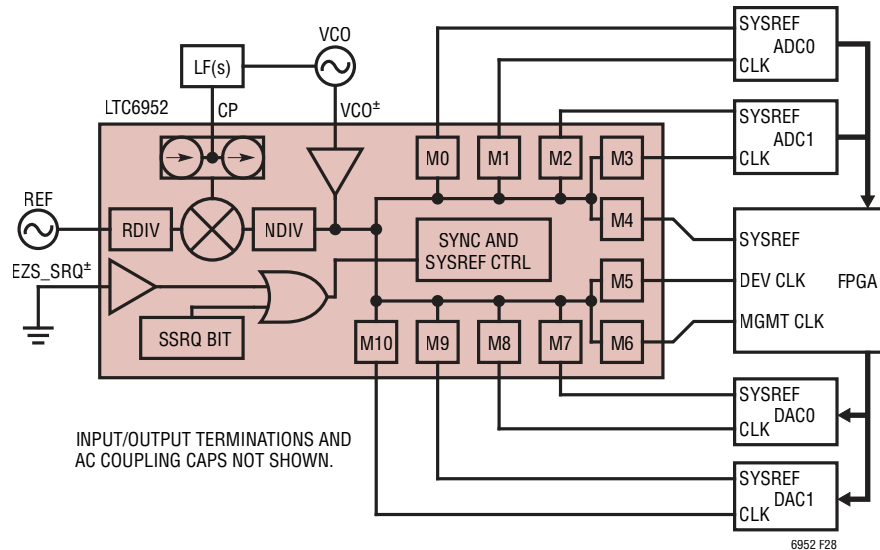 VCO
LF(s)
LTC6952
CP
VCO±
REF
RDIV
NDIV
EZS_SRQ±
SSRQ BIT
SYNC AND
SYSREF CTRL
M0
M1
M2
M3
M4
M5
M6
M10
M9
M8
M7
SYSREF
ADC0
CLK
SYSREF
ADC1
CLK
SYSREF
DEV CLK
FPGA
MGMT CLK
SYSREF
DAC0
CLK
SYSREF
DAC1
CLK
INPUT/OUTPUT TERMINATIONS AND
AC COUPLING CAPS NOT SHOWN.
6952 F28